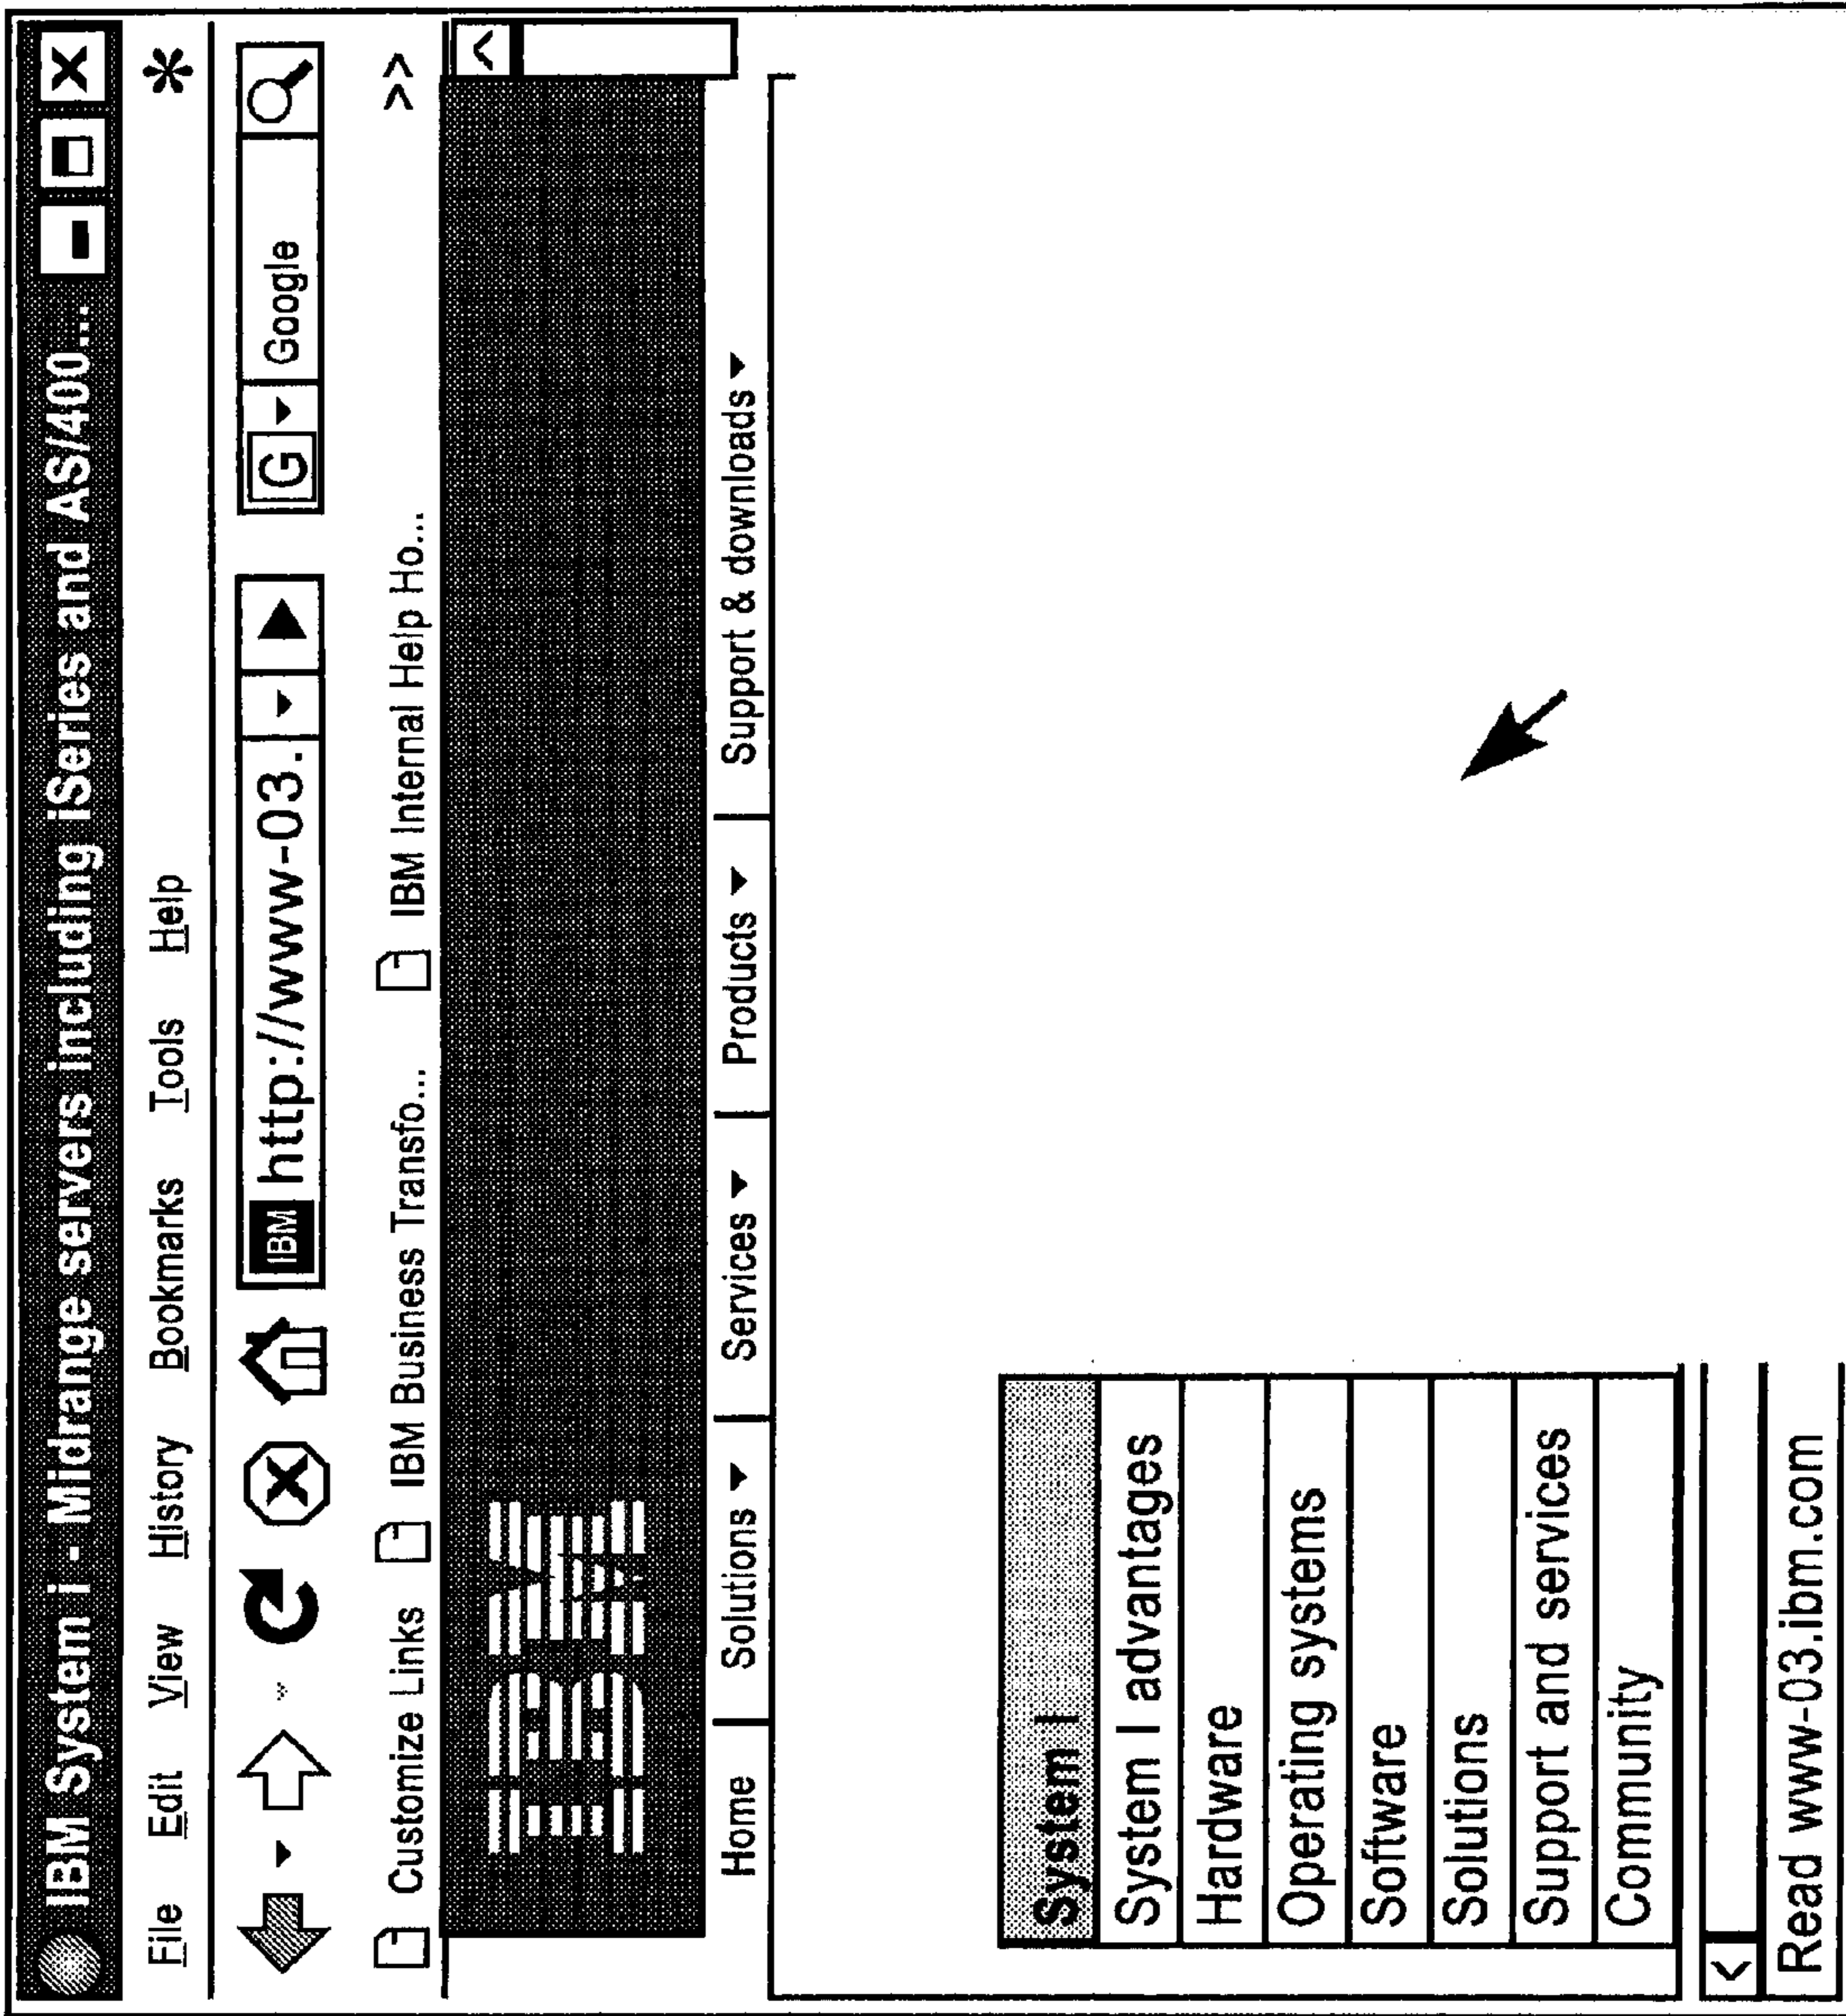 IBM System i - Midrange servers including iSeries and AS/400...
File Edit View History Bookmarks Tools Help *
IBM http://www-03. G Google
Customize Links IBM Business Transfo... IBM Internal Help Ho... >>
IBM
Home Solutions Services Products Support & downloads
System I
System I advantages
Hardware
Operating systems
Software
Solutions
Support and services
Community
Read www-03.ibm.com